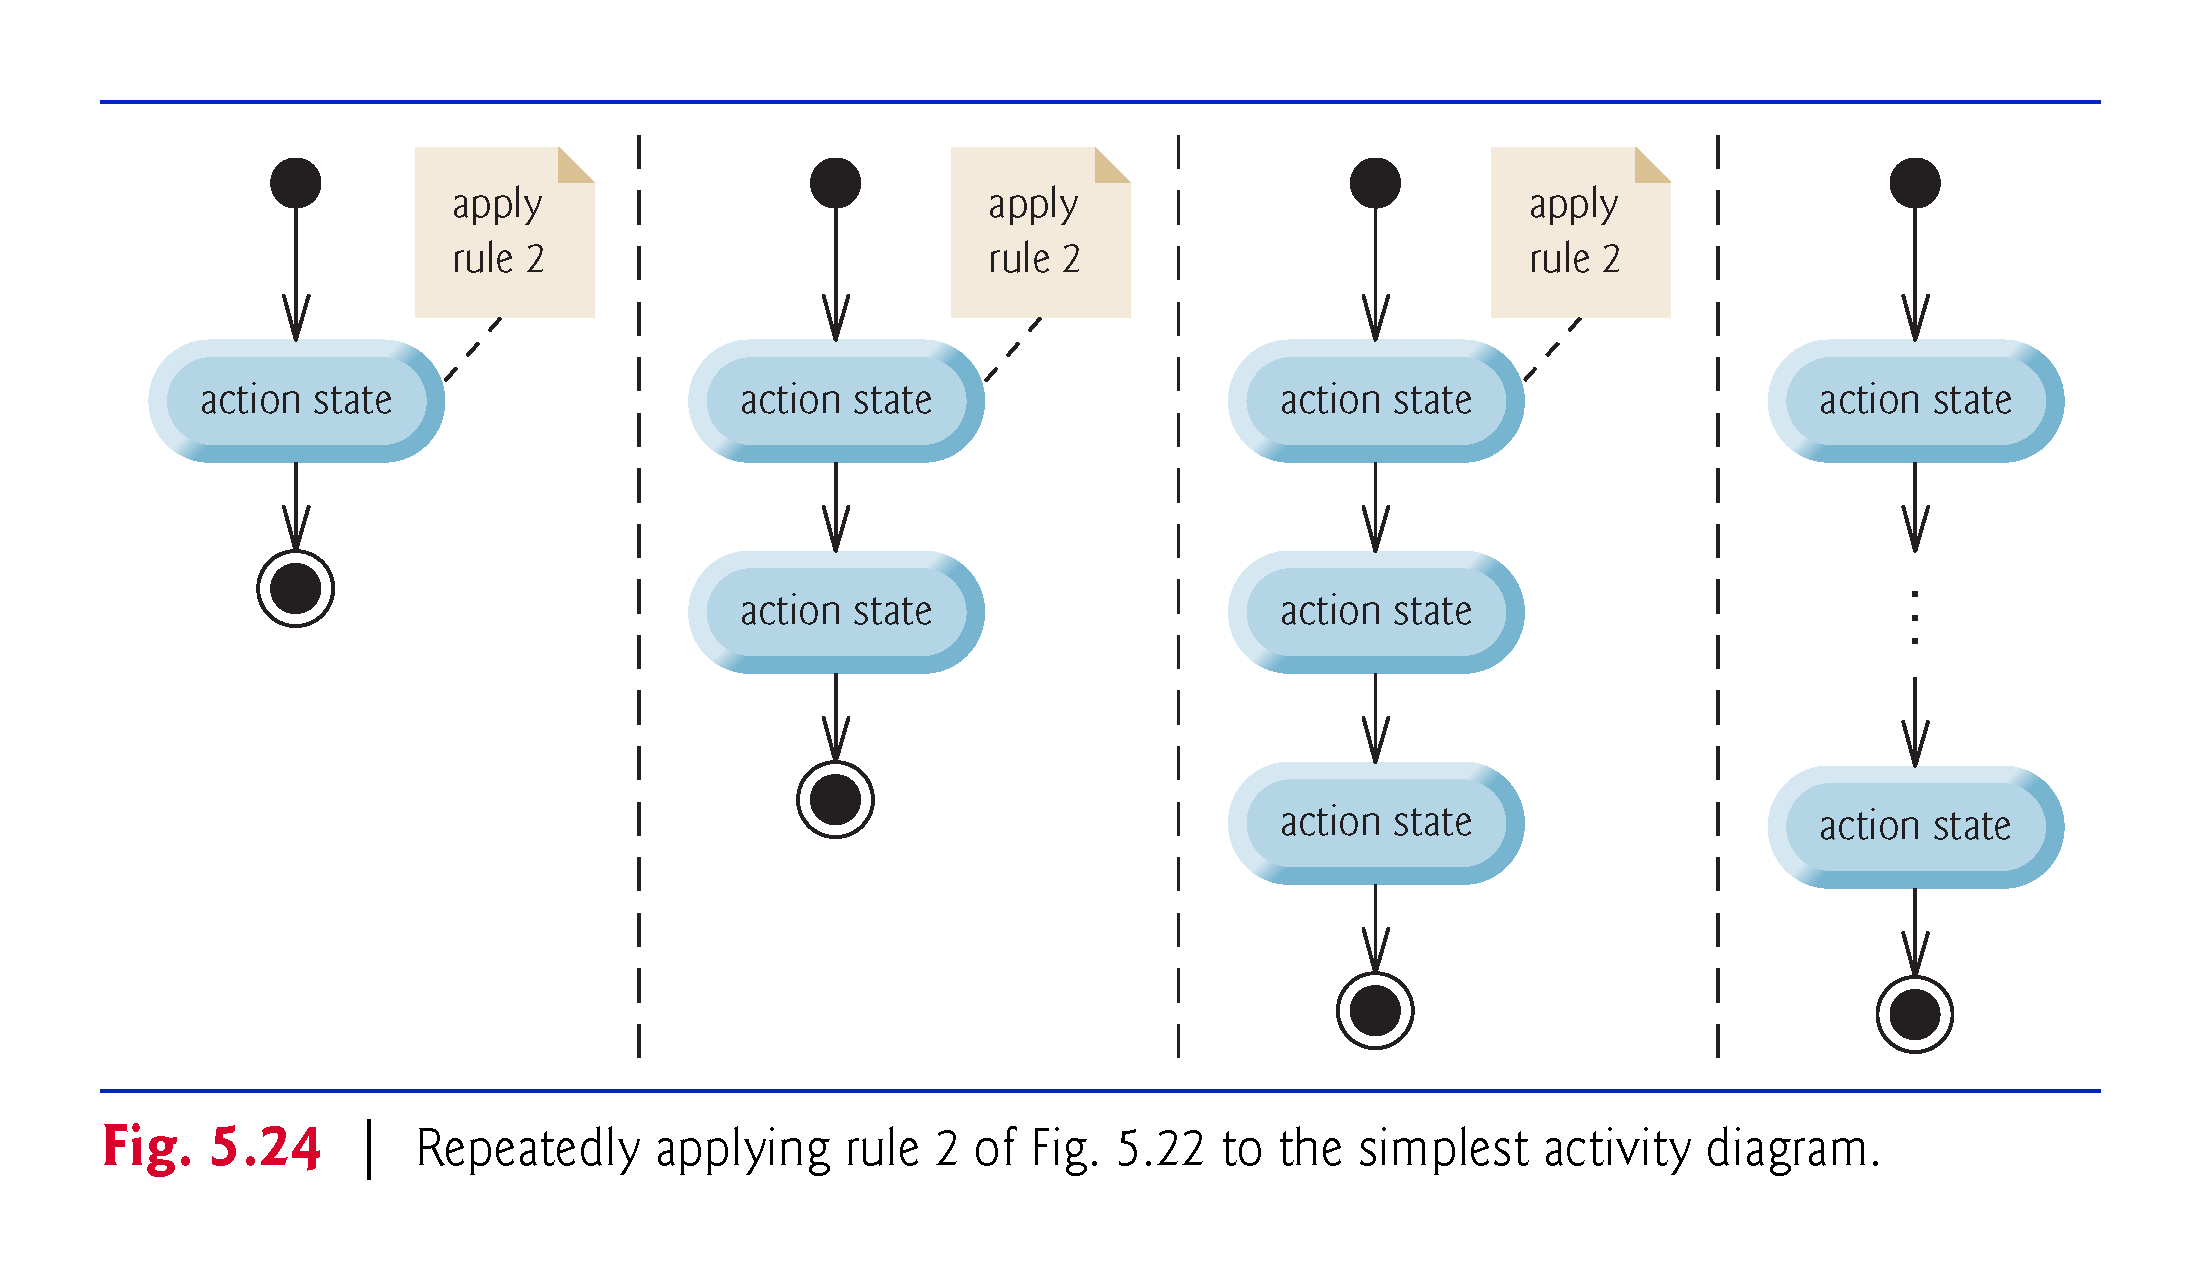 apply
rule 2
action state
apply
rule 2
action state
action state
apply
rule 2
action state
action state
action state
action state
action state
Fig. 5.24 | Repeatedly applying rule 2 of Fig. 5.22 to the simplest activity diagram.